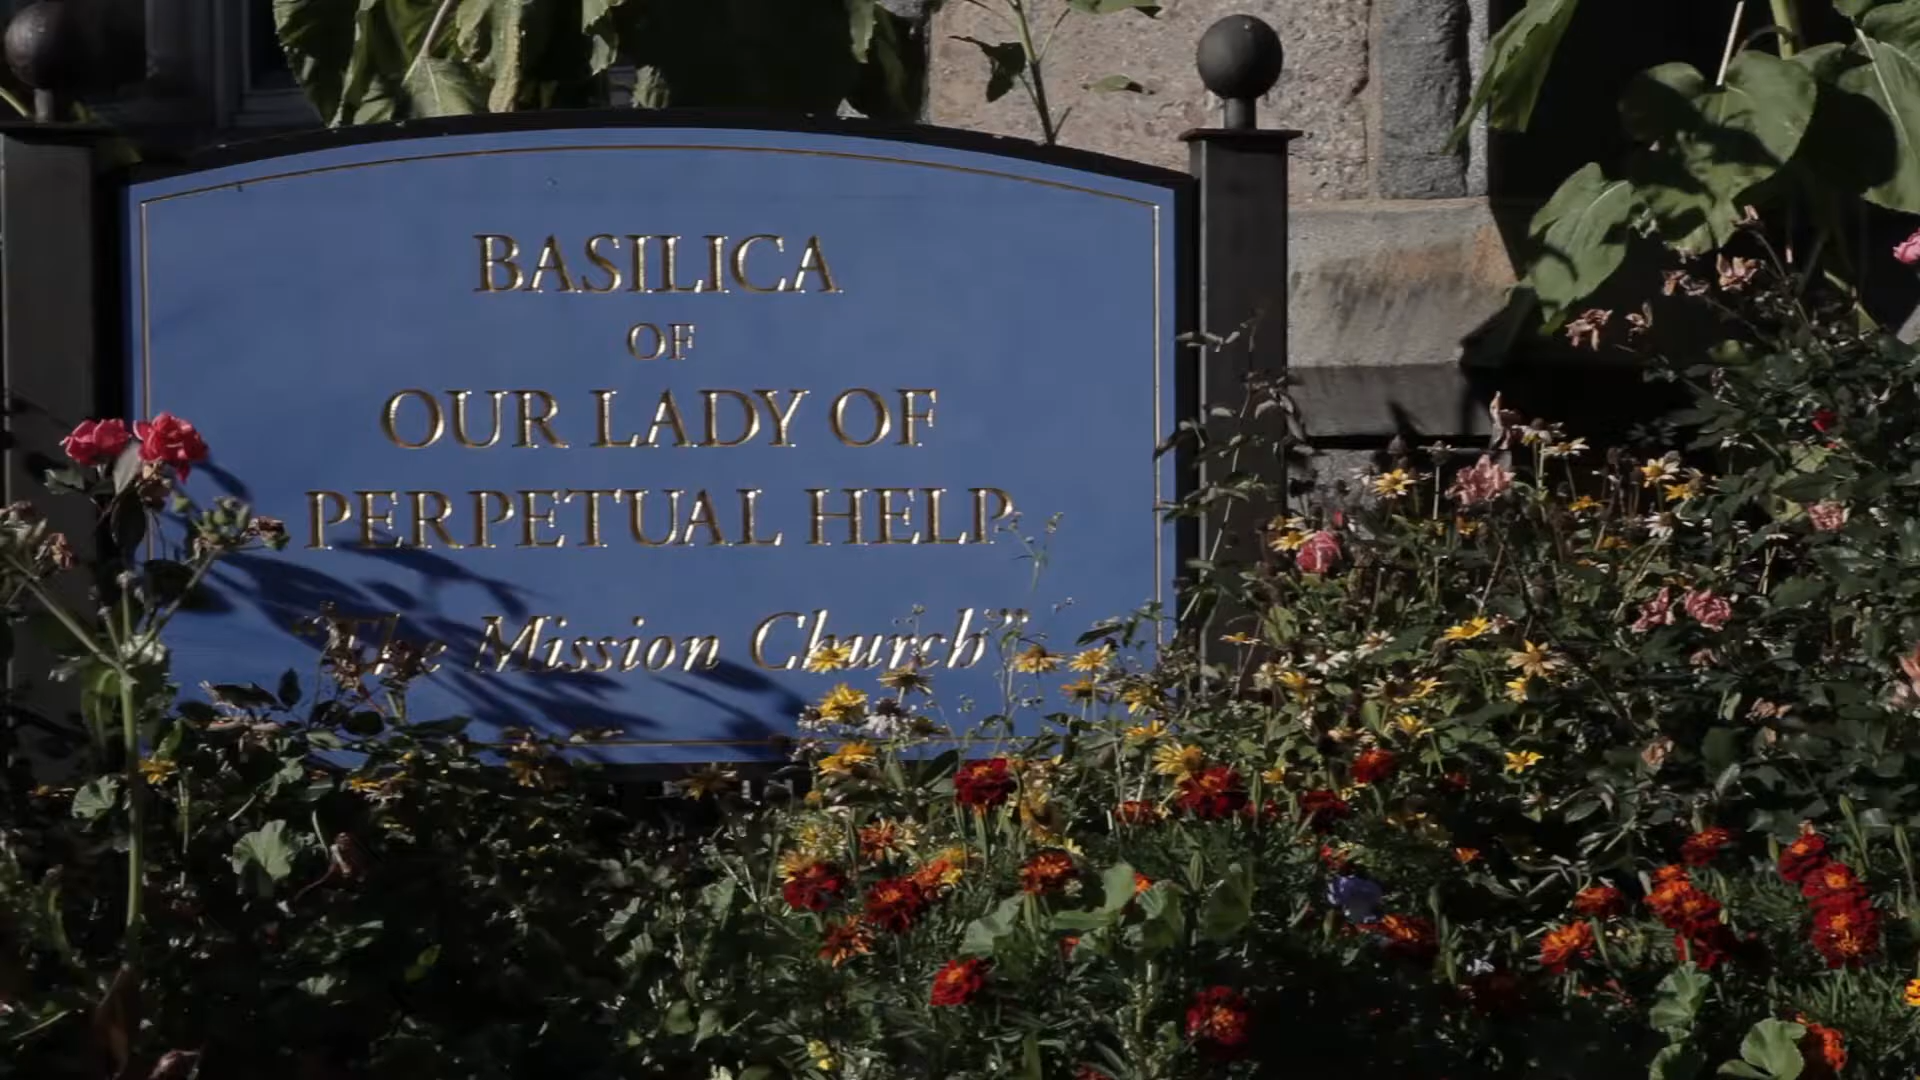 BASILICA
OF
OUR LADY OF
PERPETUAL HELP
"The Mission Church"